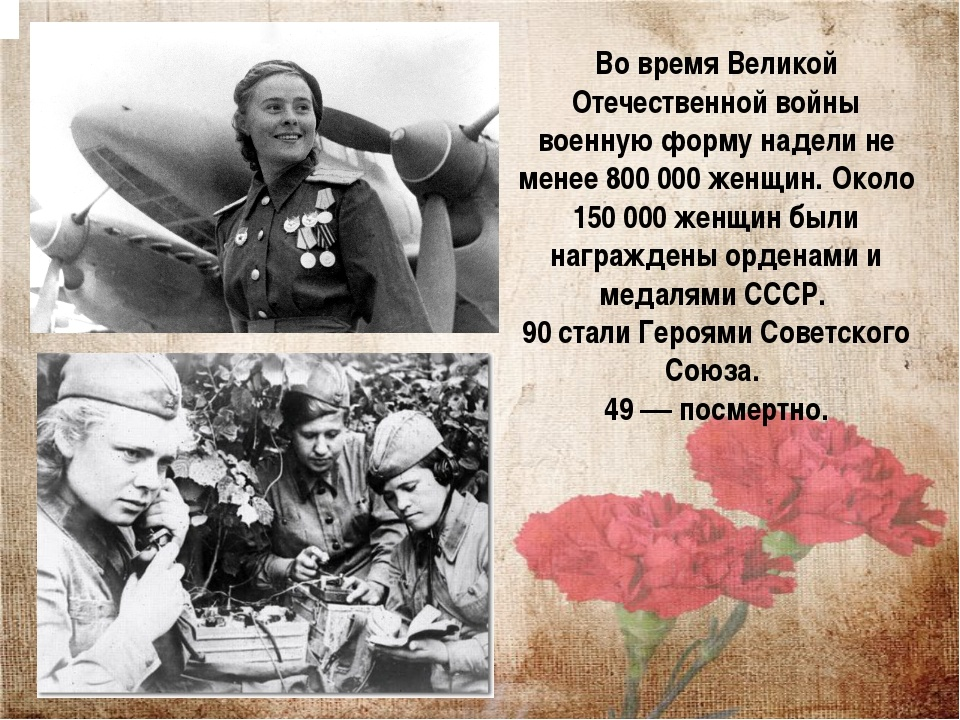 Во время Великой
Отечественной войны
военную форму надели не
менее 800 000 женщин. Около
150 000 женщин были
награждены орденами и
медалями СССР.
90 стали Героями Советского
Союза.
49 — посмертно.